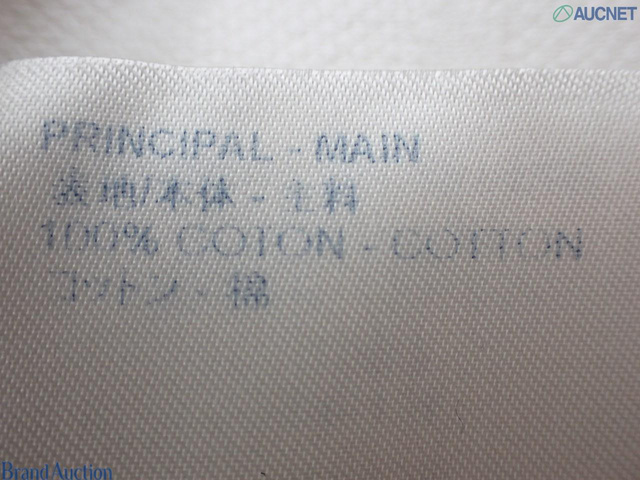 AUCNET
PRINCIPAL - MAIN
表地/本体 - 主料
100% COTON - COTTON
コットン - 棉
Brand Auction